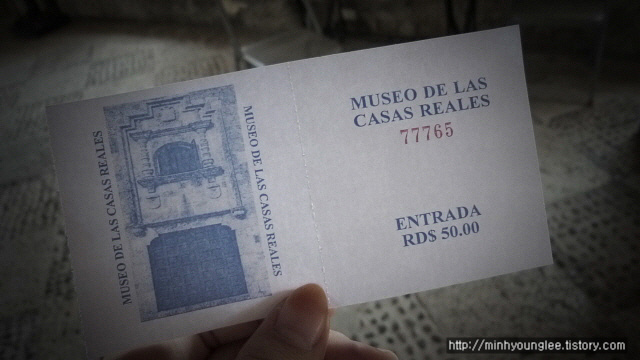 MUSEO DE LAS CASAS REALES
MUSEO DE LAS CASAS REALES
MUSEO DE LAS
CASAS REALES
77765
ENTRADA
RD$ 50.00
http://minhyounglee.tistory.com